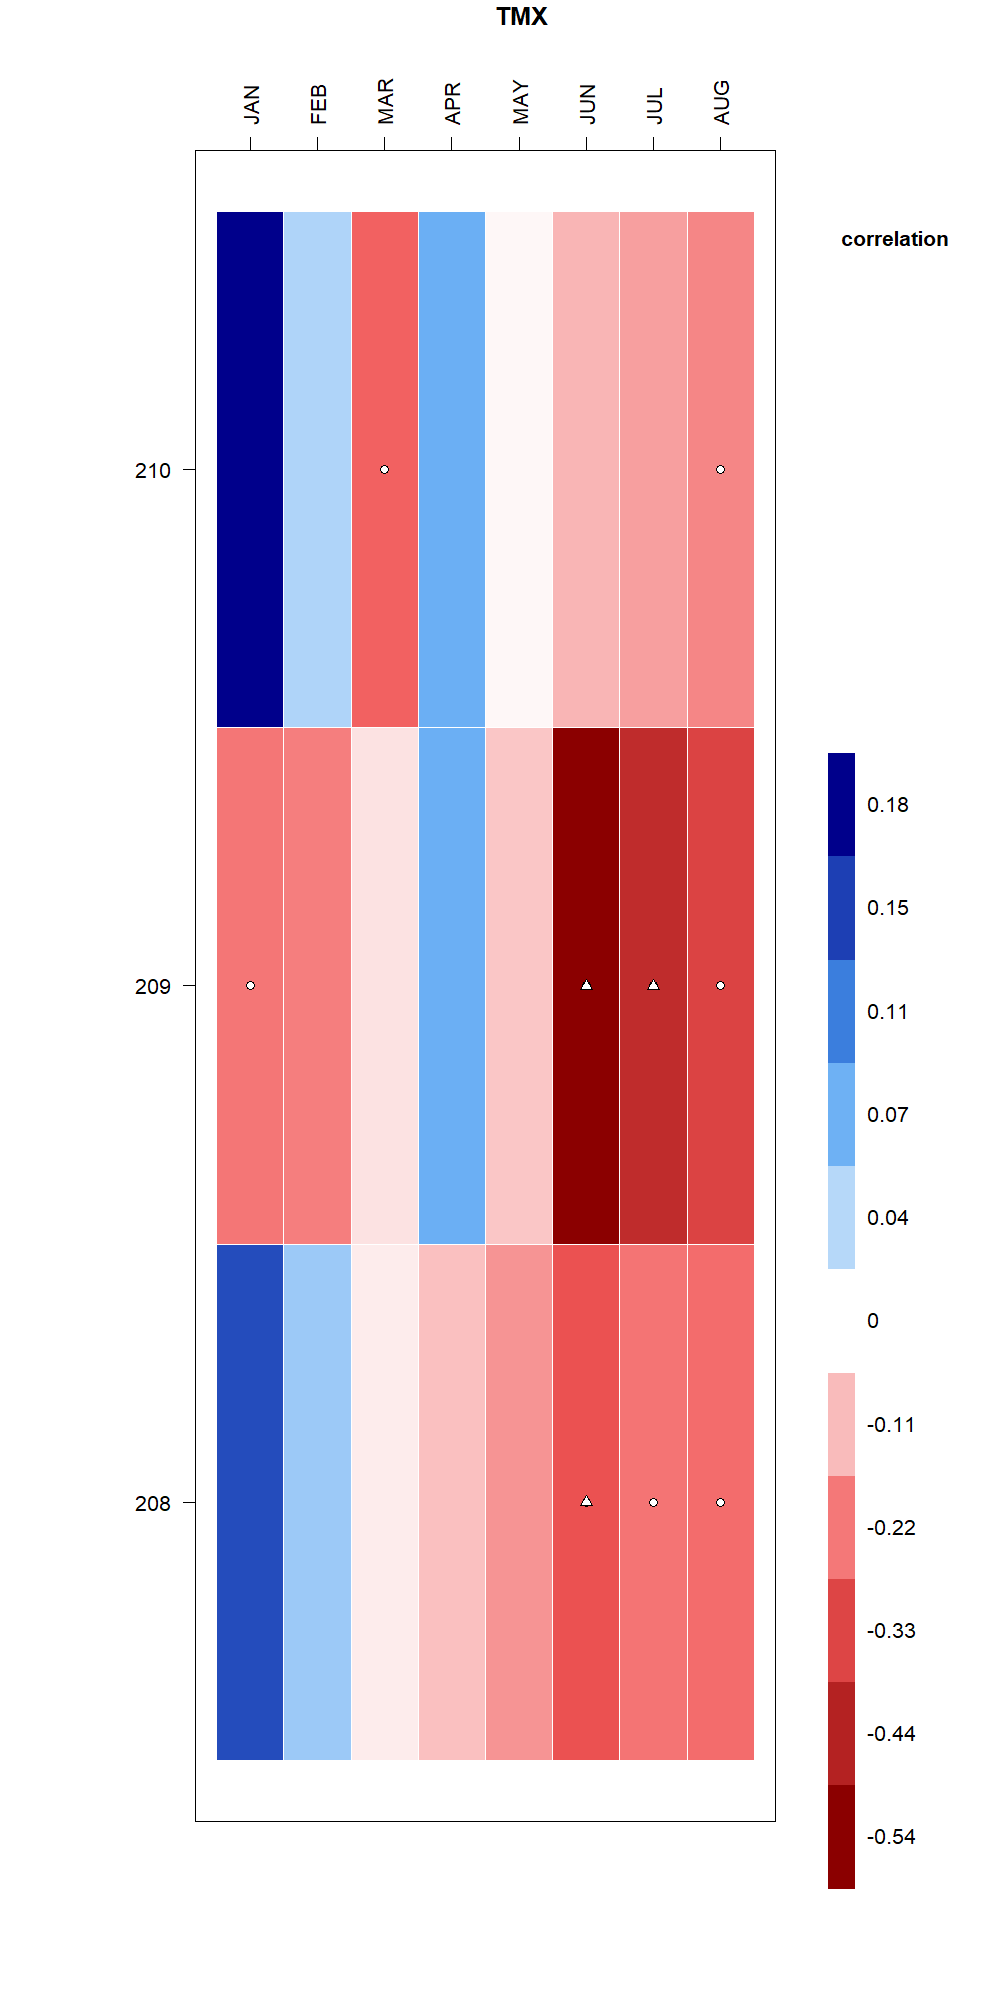 TMX
JAN
FEB
MAR
APR
MAY
JUN
JUL
AUG
correlation
210
209
208
0.18
0.15
0.11
0.07
0.04
0
-0.11
-0.22
-0.33
-0.44
-0.54